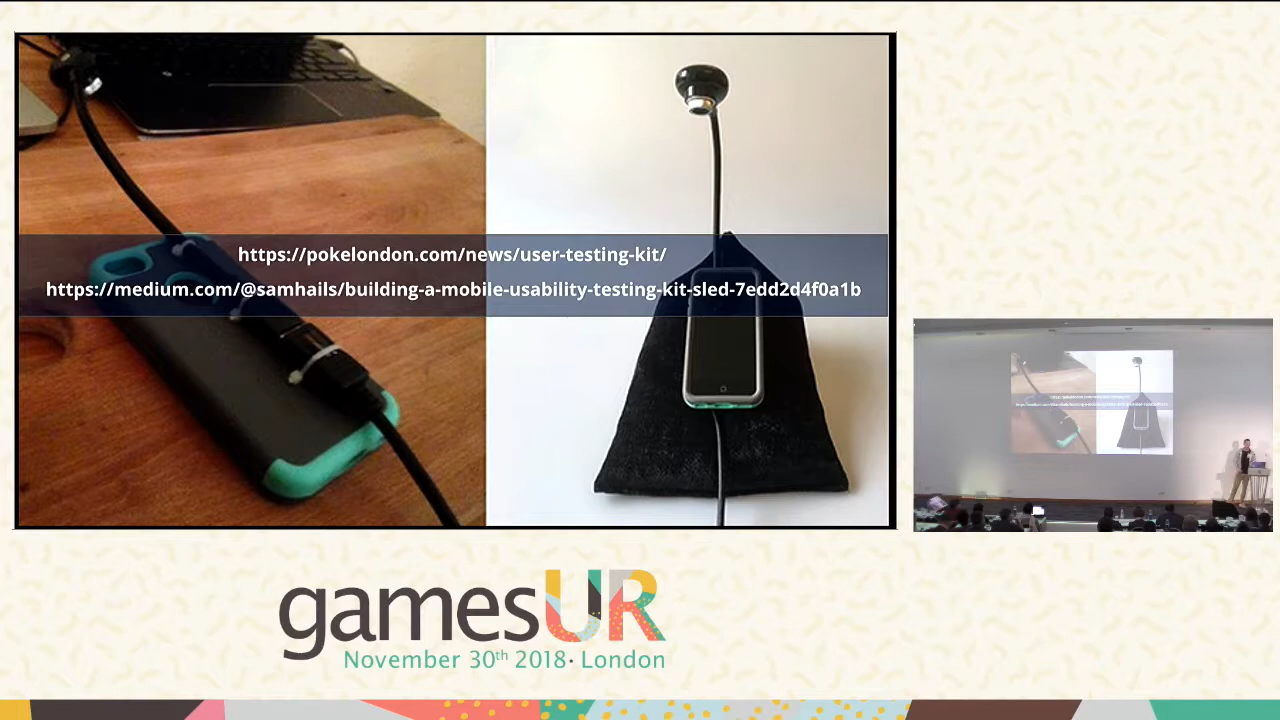 https://pokelondon.com/news/user-testing-kit/
https://medium.com/@samhails/building-a-mobile-usability-testing-kit-sled-7edd2d4f0a1b
gamesUR
November 30th 2018 · London